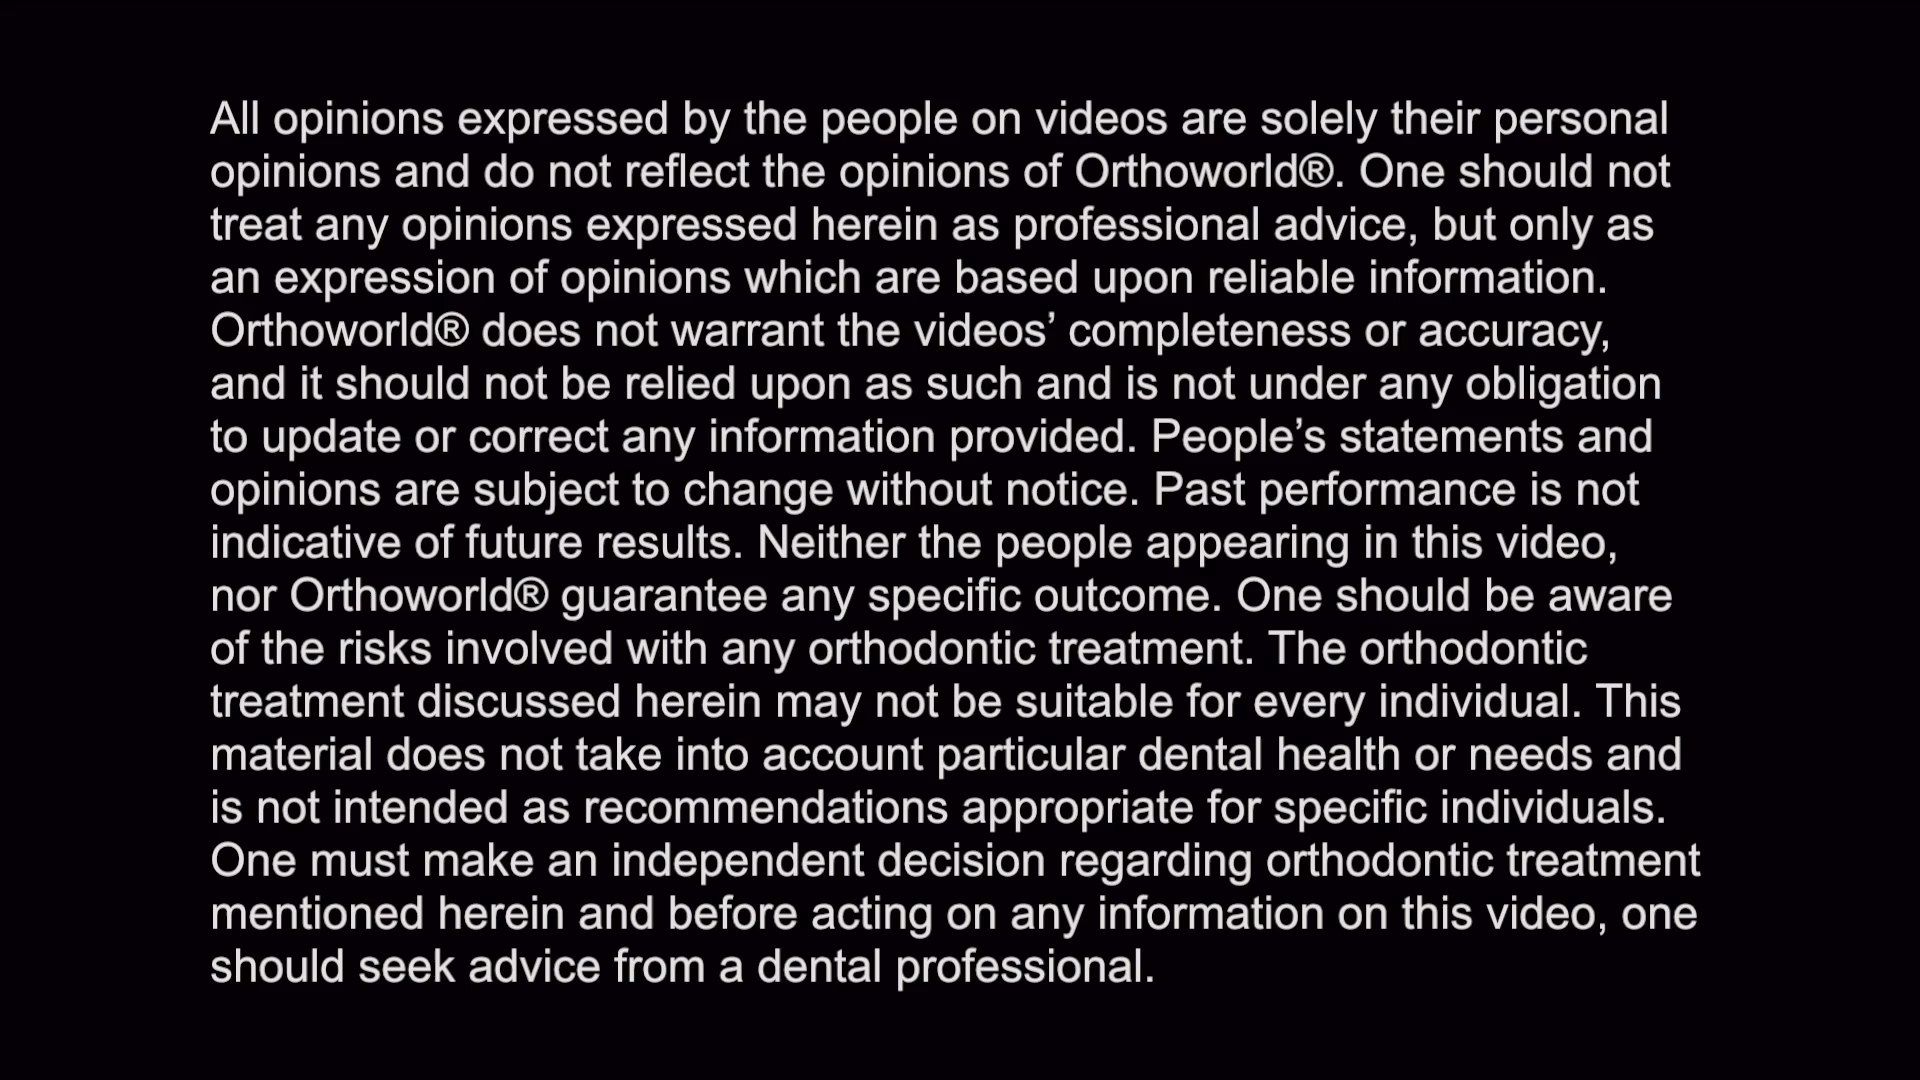 All opinions expressed by the people on videos are solely their personal
opinions and do not reflect the opinions of Orthoworld®. One should not
treat any opinions expressed herein as professional advice, but only as
an expression of opinions which are based upon reliable information.
Orthoworld® does not warrant the videos’ completeness or accuracy,
and it should not be relied upon as such and is not under any obligation
to update or correct any information provided. People’s statements and
opinions are subject to change without notice. Past performance is not
indicative of future results. Neither the people appearing in this video,
nor Orthoworld® guarantee any specific outcome. One should be aware
of the risks involved with any orthodontic treatment. The orthodontic
treatment discussed herein may not be suitable for every individual. This
material does not take into account particular dental health or needs and
is not intended as recommendations appropriate for specific individuals.
One must make an independent decision regarding orthodontic treatment
mentioned herein and before acting on any information on this video, one
should seek advice from a dental professional.